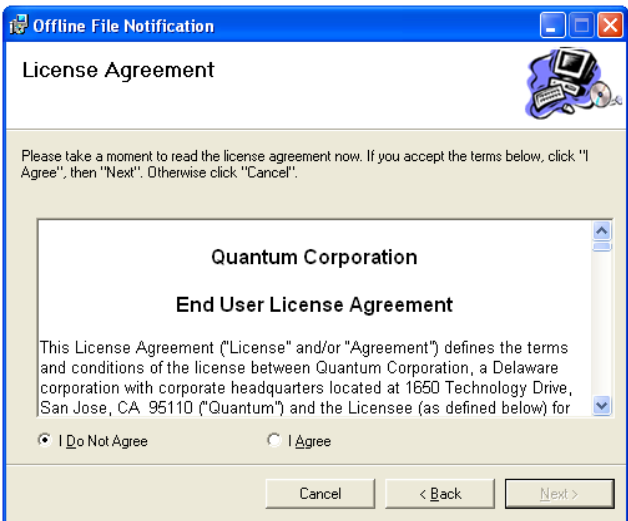 Offline File Notification
License Agreement
Please take a moment to read the license agreement now. If you accept the terms below, click "I
Agree", then "Next". Otherwise click "Cancel".
Quantum Corporation
End User License Agreement
This License Agreement ("License" and/or "Agreement") defines the terms
and conditions of the license between Quantum Corporation, a Delaware
corporation with corporate headquarters located at 1650 Technology Drive,
San Jose, CA  95110 ("Quantum") and the Licensee (as defined below) for
I Do Not Agree
I Agree
Cancel
< Back
Next >